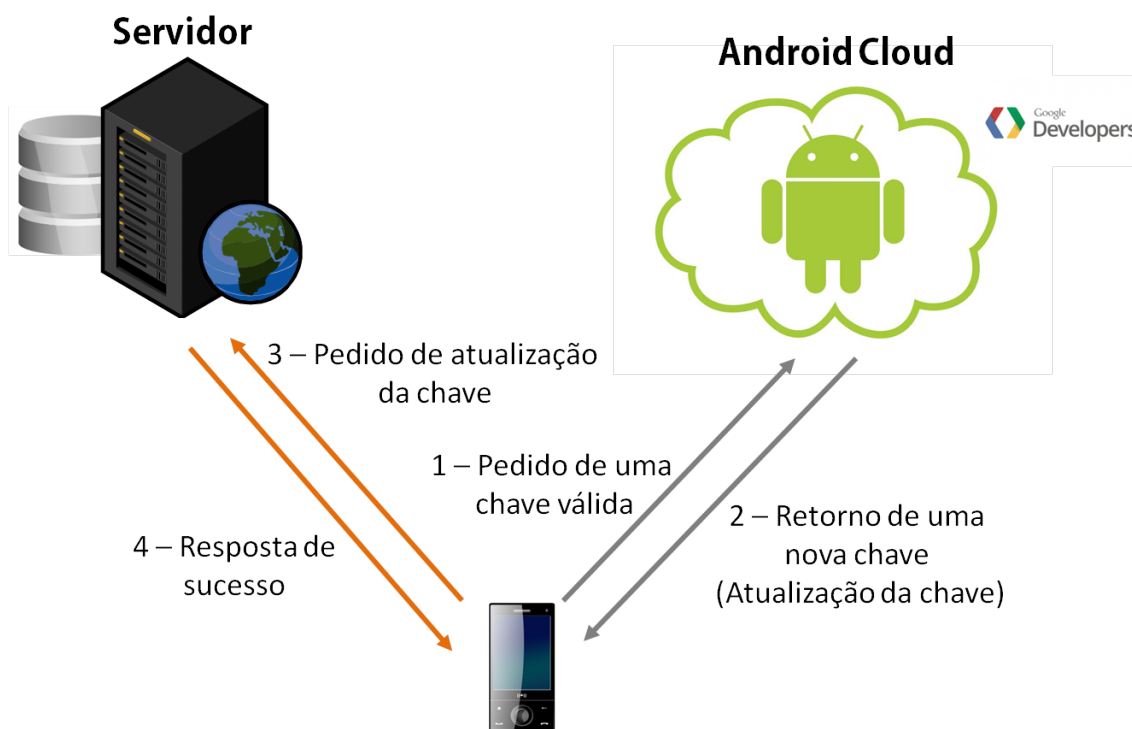 Servidor
Android Cloud
Google
Developers
3 – Pedido de atualização
da chave
1 – Pedido de uma
chave válida
2 – Retorno de uma
nova chave
(Atualização da chave)
4 – Resposta de
sucesso